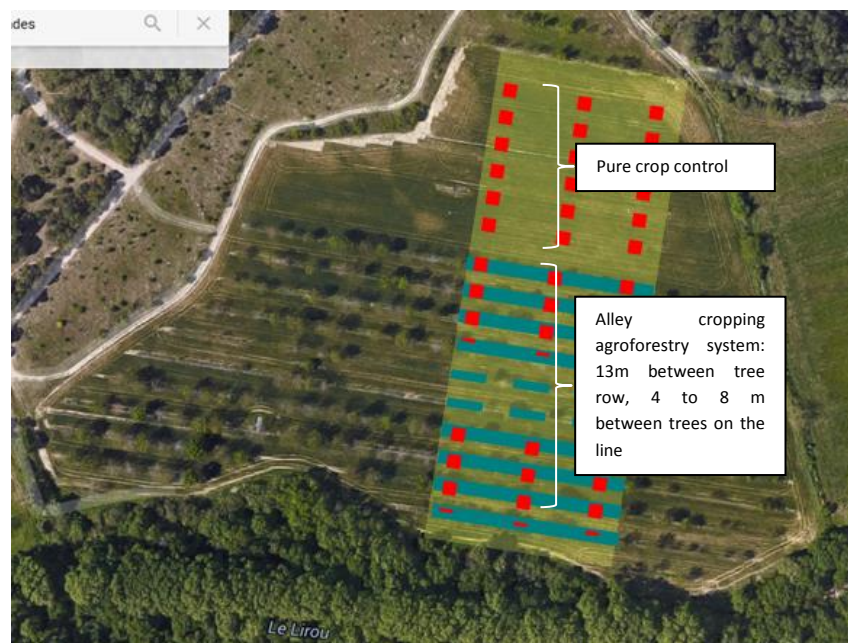 des
Pure crop control
Alley cropping
agroforestry system:
13m between tree
row, 4 to 8 m
between trees on the
line
Le Lirou